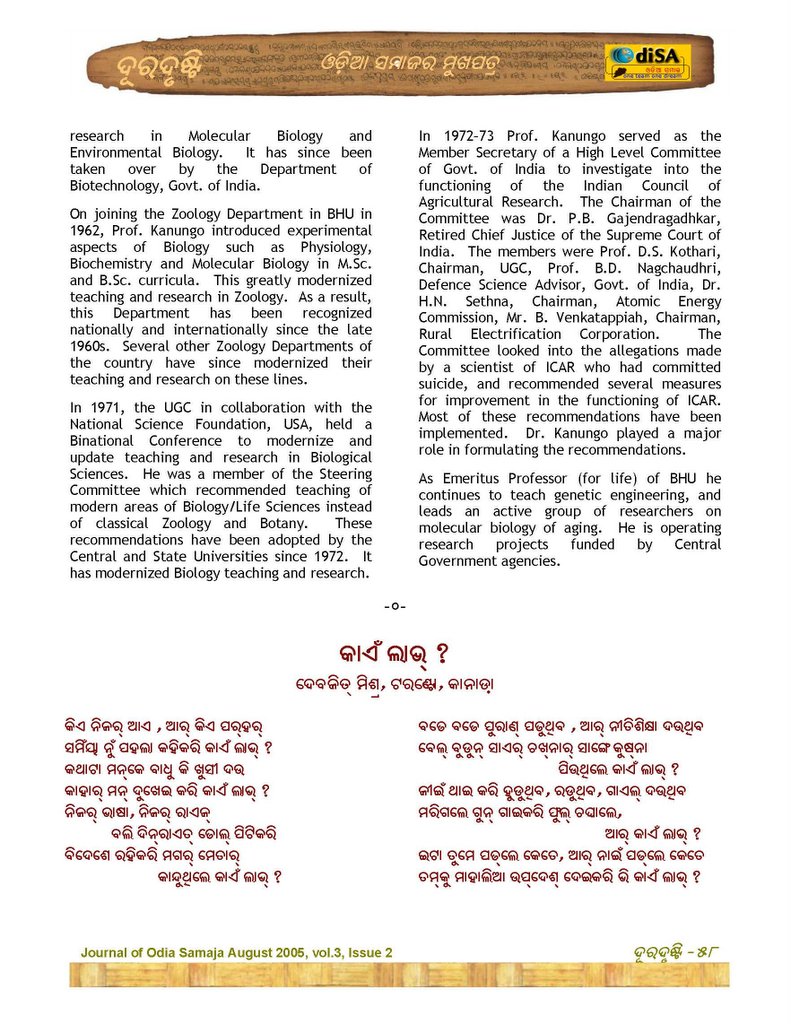 ଦୂରଦୃଷ୍ଟି
ଓଡ଼ିଆ ସମାଜର ମୁଖପତ୍ର
OdiSA
ଓଡ଼ିଆ ସମାଜ
one team one dream
research in Molecular Biology and
Environmental Biology. It has since been
taken over by the Department of
Biotechnology, Govt. of India.
On joining the Zoology Department in BHU in
1962, Prof. Kanungo introduced experimental
aspects of Biology such as Physiology,
Biochemistry and Molecular Biology in M.Sc.
and B.Sc. curricula. This greatly modernized
teaching and research in Zoology. As a result,
this Department has been recognized
nationally and internationally since the late
1960s. Several other Zoology Departments of
the country have since modernized their
teaching and research on these lines.
In 1971, the UGC in collaboration with the
National Science Foundation, USA, held a
Binational Conference to modernize and
update teaching and research in Biological
Sciences. He was a member of the Steering
Committee which recommended teaching of
modern areas of Biology/Life Sciences instead
of classical Zoology and Botany. These
recommendations have been adopted by the
Central and State Universities since 1972. It
has modernized Biology teaching and research.
In 1972-73 Prof. Kanungo served as the
Member Secretary of a High Level Committee
of Govt. of India to investigate into the
functioning of the Indian Council of
Agricultural Research. The Chairman of the
Committee was Dr. P.B. Gajendragadhkar,
Retired Chief Justice of the Supreme Court of
India. The members were Prof. D.S. Kothari,
Chairman, UGC, Prof. B.D. Nagchaudhri,
Defence Science Advisor, Govt. of India, Dr.
H.N. Sethna, Chairman, Atomic Energy
Commission, Mr. B. Venkatappiah, Chairman,
Rural Electrification Corporation. The
Committee looked into the allegations made
by a scientist of ICAR who had committed
suicide, and recommended several measures
for improvement in the functioning of ICAR.
Most of these recommendations have been
implemented. Dr. Kanungo played a major
role in formulating the recommendations.
As Emeritus Professor (for life) of BHU he
continues to teach genetic engineering, and
leads an active group of researchers on
molecular biology of aging. He is operating
research projects funded by Central
Government agencies.
-୦-
କାଏଁ ଲାଭ୍ ?
ଦେବଜିତ୍ ମିଶ୍ର, ଟରଣ୍ଟୋ, କାନାଡ଼ା
କିଏ ନିଜର୍ ଆଏ , ଆର୍ କିଏ ପର୍‌ହର୍
ସମିଁୟା ନୁଁ ପହଲା କହିକରି କାଏଁ ଲାଭ୍ ?
କଥାଟା ମନ୍‌କେ ବାଧୁ କି ଖୁସୀ ଦଉ
କାହାର୍ ମନ୍ ଦୁଖେଇ କରି କାଏଁ ଲାଭ୍ ?
ନିଜର୍ ଭାଷା, ନିଜର୍ ରାଏଜ୍
ବଲି ଦିନ୍‌ରାଏତ୍ ଢୋଲ୍ ପିଟିକରି
ବିଦେଶେ ରହିକରି ମଗର୍ ମେତାର୍
କାନ୍ଦୁଥିଲେ କାଏଁ ଲାଭ୍ ?
ବଡେ ବଡେ ପୁରାଣ୍ ପଢୁଥିବ , ଆର୍ ନୀତିଶିକ୍ଷା ଦଉଥିବ
ବେଲ୍ ବୁଡୁନ୍ ସାଏର୍ ଚଖ୍‌ନାର୍ ସାଙ୍ଗେ କୁଷ୍‌ନା
ପିଉଥିଲେ କାଏଁ ଲାଭ୍ ?
ଜୀଇଁ ଥାଇ କରି ହୁଡୁଥିବ, ରଡୁଥିବ, ଗାଏଲ୍ ଦଉଥିବ
ମରିଗଲେ ଗୁନ୍ ଗାଇକରି ଫୁଲ୍ ଚଘାଲେ,
ଆର୍ କାଏଁ ଲାଭ୍ ?
ଇଟା ତୁମେ ପଢ୍‌ଲେ କେତେ, ଆର୍ ନାଇଁ ପଢ୍‌ଲେ କେତେ
ତମ୍‌କୁ ମାହାଲିଆ ଉପ୍‌ଦେଶ୍ ଦେଇକରି ଭି କାଏଁ ଲାଭ୍ ?
Journal of Odia Samaja August 2005, vol.3, Issue 2
ଦୂରଦୃଷ୍ଟି - ୫୮